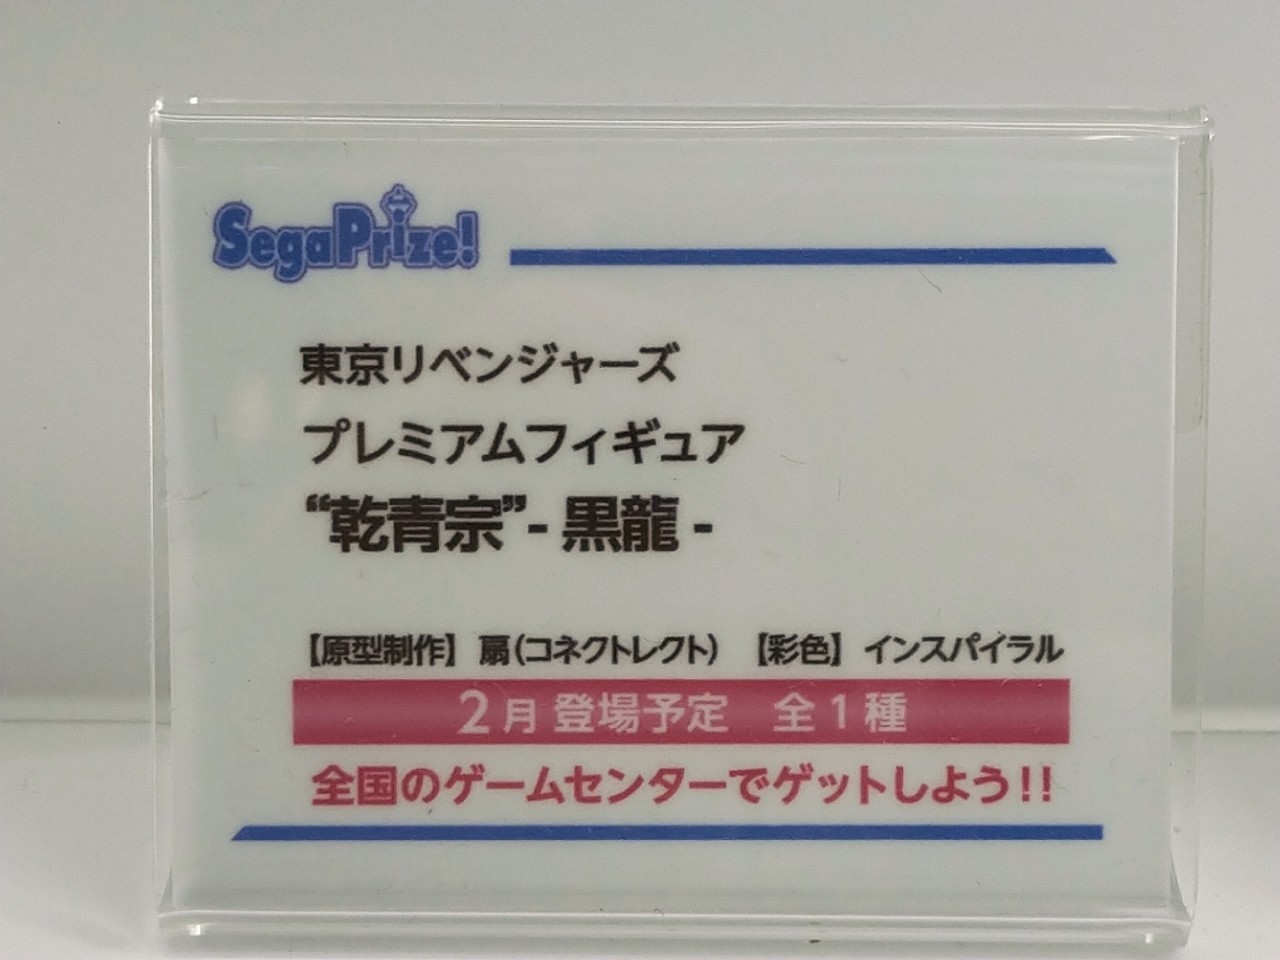 SegaPrize!
東京リベンジャーズ
プレミアムフィギュア
“乾青宗”- 黒龍 -
【原型制作】 扇（コネクトレクト） 【彩色】 インスパイラル
2月 登場予定　全1種
全国のゲームセンターでゲットしよう!!